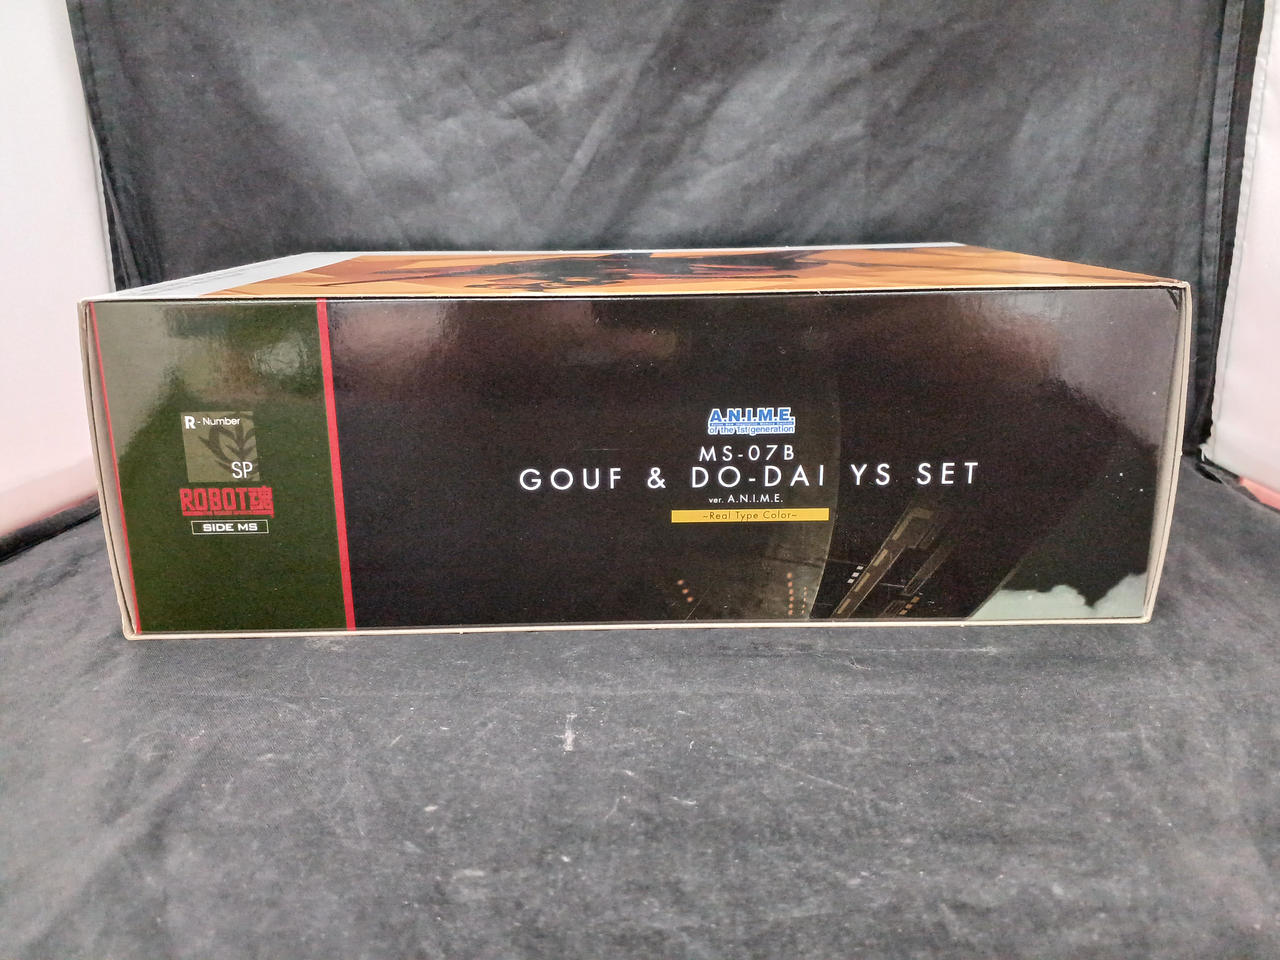 R-Number
SP
ROBOT魂
SIDE MS
A.N.I.M.E.
of the 1st generation
MS-07B
GOUF & DO-DAI YS SET
ver. A.N.I.M.E.
~Real Type Color~